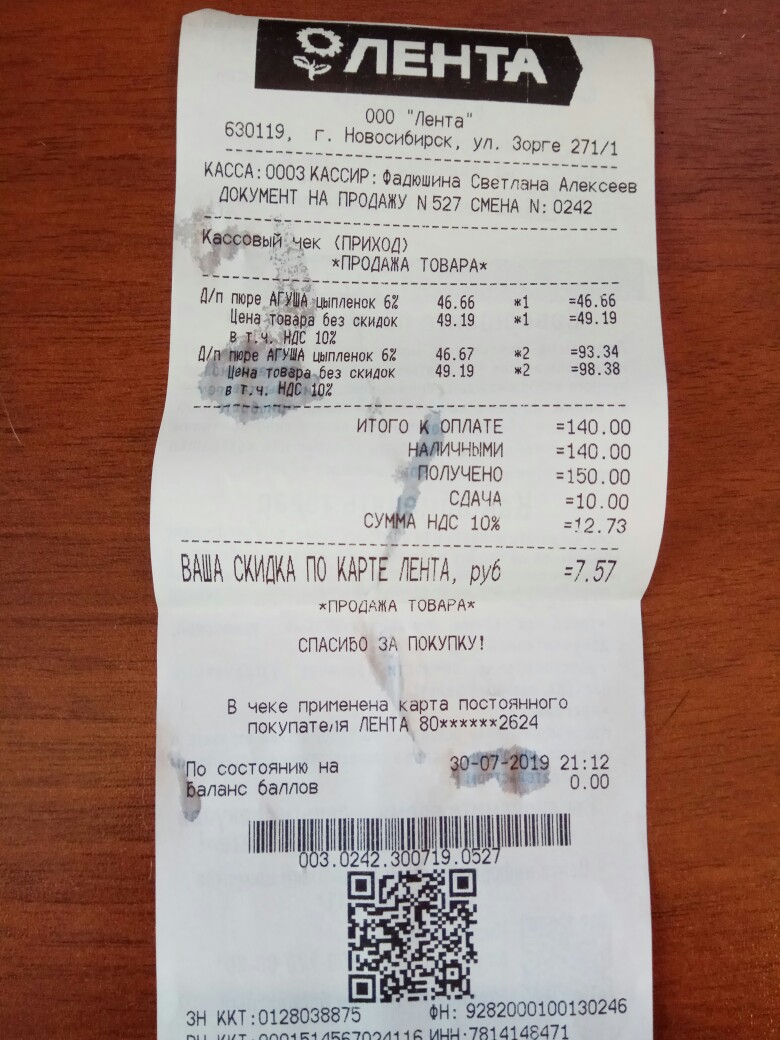 ЛЕНТА
ООО "Лента"
630119, г. Новосибирск, ул. Зорге 271/1
КАССА:0003 КАССИР: Фадюшина Светлана Алексеев
ДОКУМЕНТ НА ПРОДАЖУ N 527 СМЕНА N: 0242
Кассовый чек (ПРИХОД)
*ПРОДАЖА ТОВАРА*
Д/п пюре АГУША цыпленок 6% 46.66 *1 =46.66
Цена товара без скидок 49.19 *1 =49.19
в т.ч. НДС 10%
Д/п пюре АГУША цыпленок 6% 46.67 *2 =93.34
Цена товара без скидок 49.19 *2 =98.38
в т.ч. НДС 10%
ИТОГО К ОПЛАТЕ =140.00
НАЛИЧНЫМИ =140.00
ПОЛУЧЕНО =150.00
СДАЧА =10.00
СУММА НДС 10% =12.73
ВАША СКИДКА ПО КАРТЕ ЛЕНТА, руб =7.57
*ПРОДАЖА ТОВАРА*
СПАСИБО ЗА ПОКУПКУ!
В чеке применена карта постоянного
покупателя ЛЕНТА 80******2624
По состоянию на 30-07-2019 21:12
Баланс баллов 0.00
003.0242.300719.0527
ЗН ККТ:0128038875 ФН: 9282000100130246
РН ККТ:0001514567024116 ИНН:7814148471